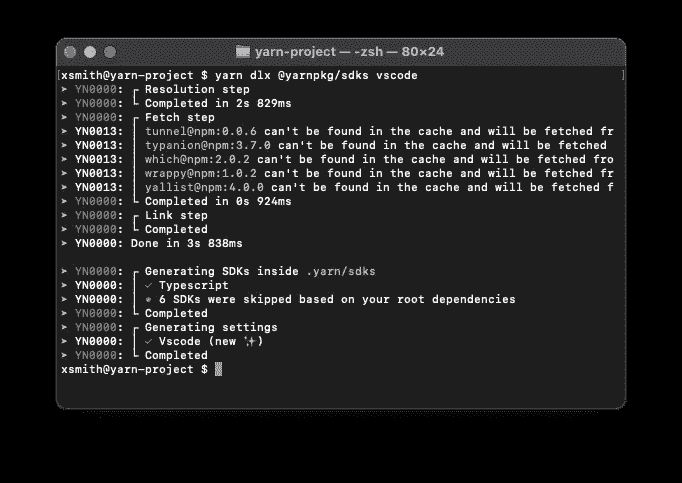 yarn-project — -zsh — 80×24
[xsmith@yarn-project $ yarn dlx @yarnpkg/sdks vscode ]
➤ YN0000: ┌ Resolution step
➤ YN0000: └ Completed in 2s 829ms
➤ YN0000: ┌ Fetch step
➤ YN0013: │ tunnel@npm:0.0.6 can't be found in the cache and will be fetched fr
➤ YN0013: │ typanion@npm:3.7.0 can't be found in the cache and will be fetched
➤ YN0013: │ which@npm:2.0.2 can't be found in the cache and will be fetched fro
➤ YN0013: │ wrappy@npm:1.0.2 can't be found in the cache and will be fetched fr
➤ YN0013: │ yallist@npm:4.0.0 can't be found in the cache and will be fetched f
➤ YN0000: └ Completed in 0s 924ms
➤ YN0000: ┌ Link step
➤ YN0000: └ Completed
➤ YN0000: Done in 3s 838ms
➤ YN0000: ┌ Generating SDKs inside .yarn/sdks
➤ YN0000: │ ✓ Typescript
➤ YN0000: │ • 6 SDKs were skipped based on your root dependencies
➤ YN0000: └ Completed
➤ YN0000: ┌ Generating settings
➤ YN0000: │ ✓ Vscode (new ✨)
➤ YN0000: └ Completed
xsmith@yarn-project $